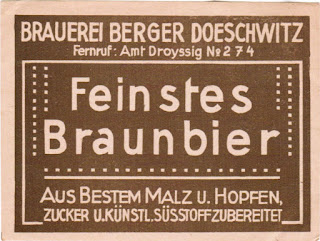 BRAUEREI BERGER DOESCHWITZ
Fernruf: Amt Droyssig № 274
Feinstes
Braunbier
AUS BESTEM MALZ U. HOPFEN,
ZUCKER U. KÜNSTL. SÜSSTOFF ZUBEREITET